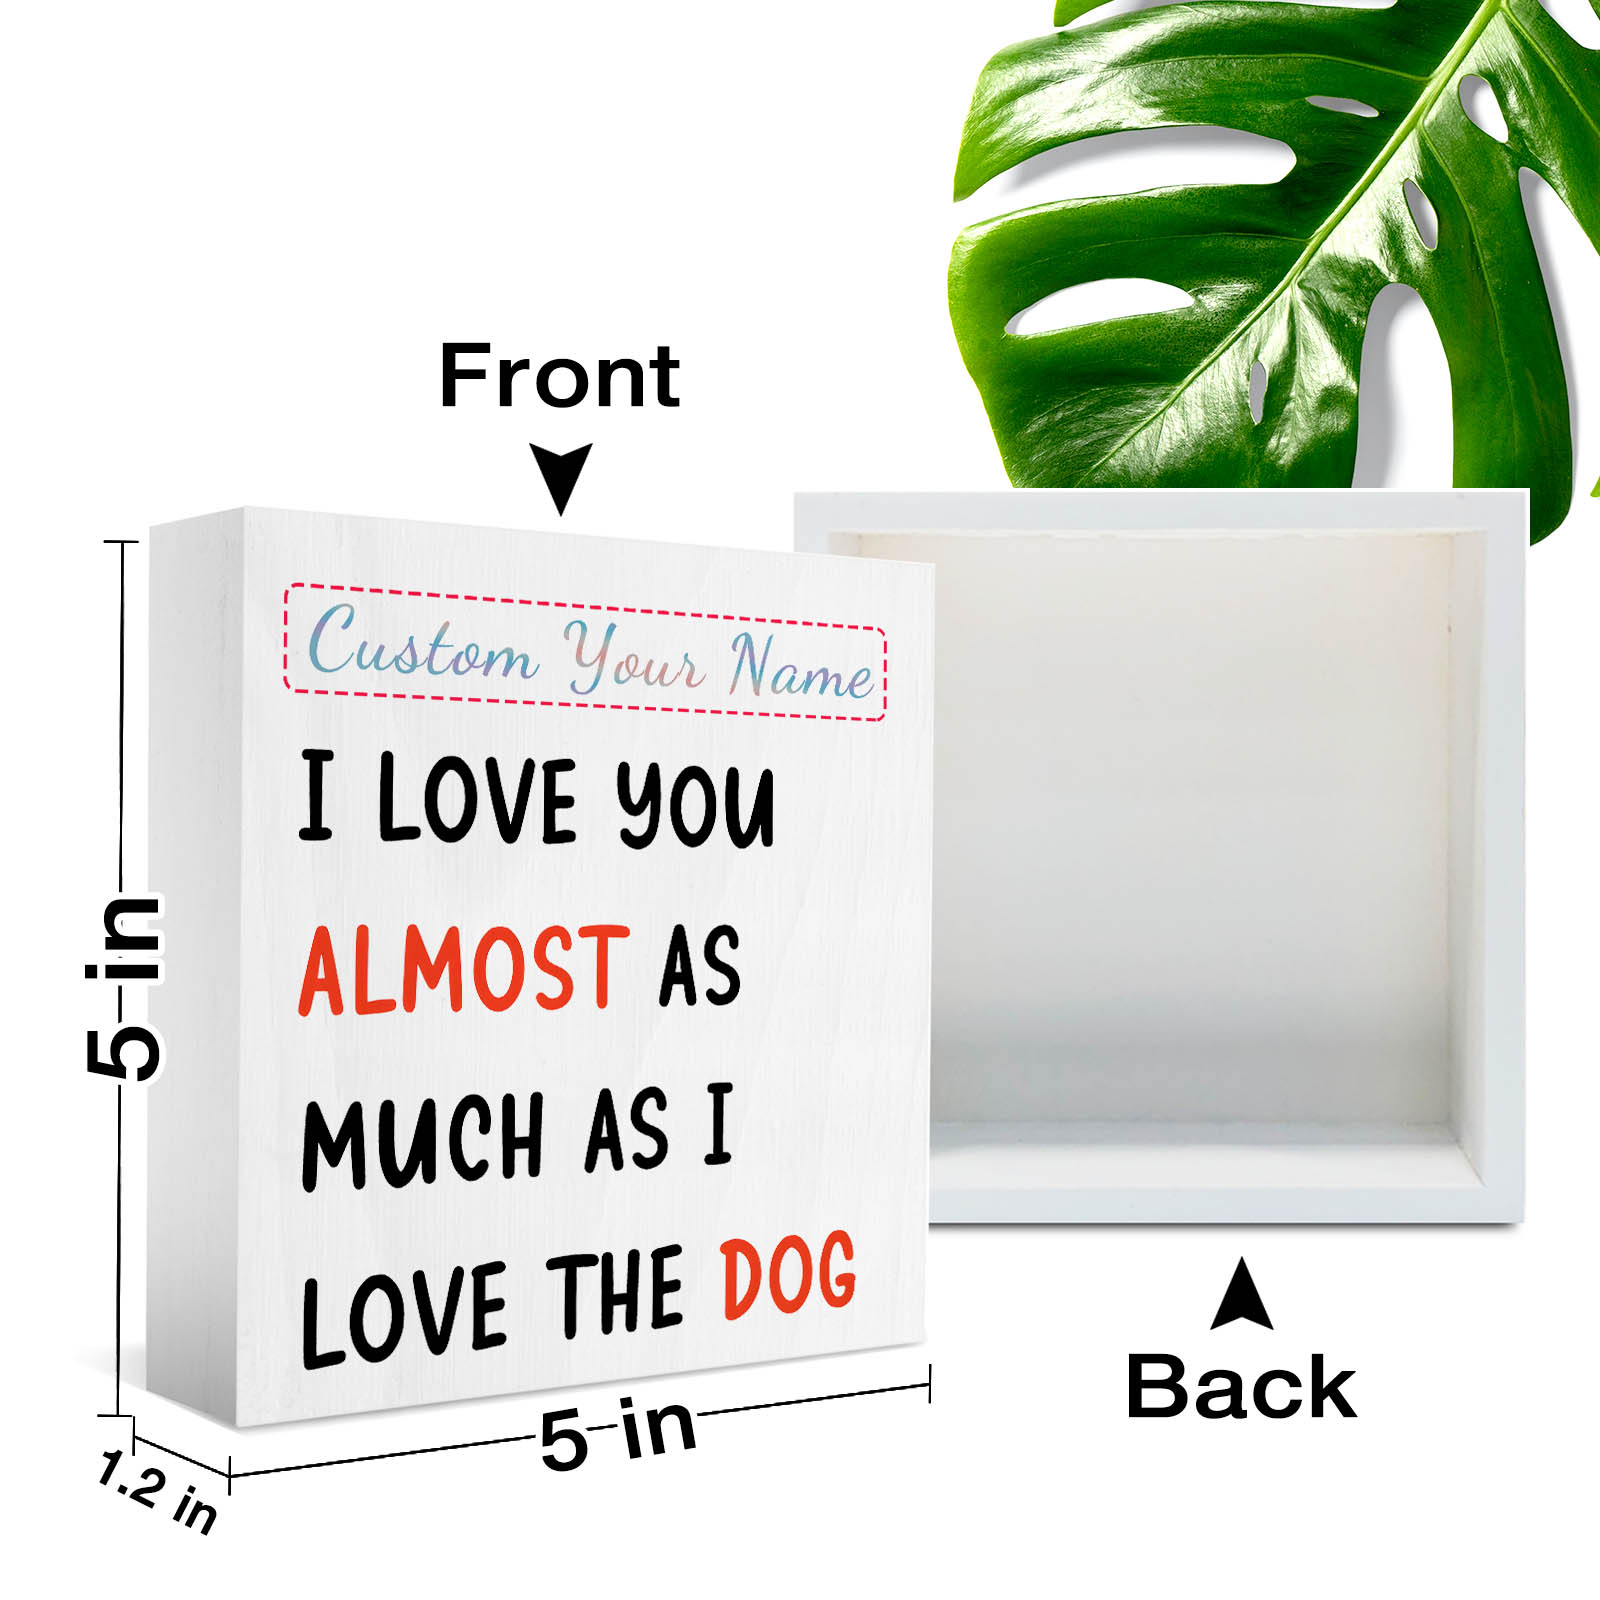 Front
Custom Your Name
I LOVE YOU
ALMOST AS
MUCH AS I
LOVE THE DOG
5 in
5 in
1.2 in
Back